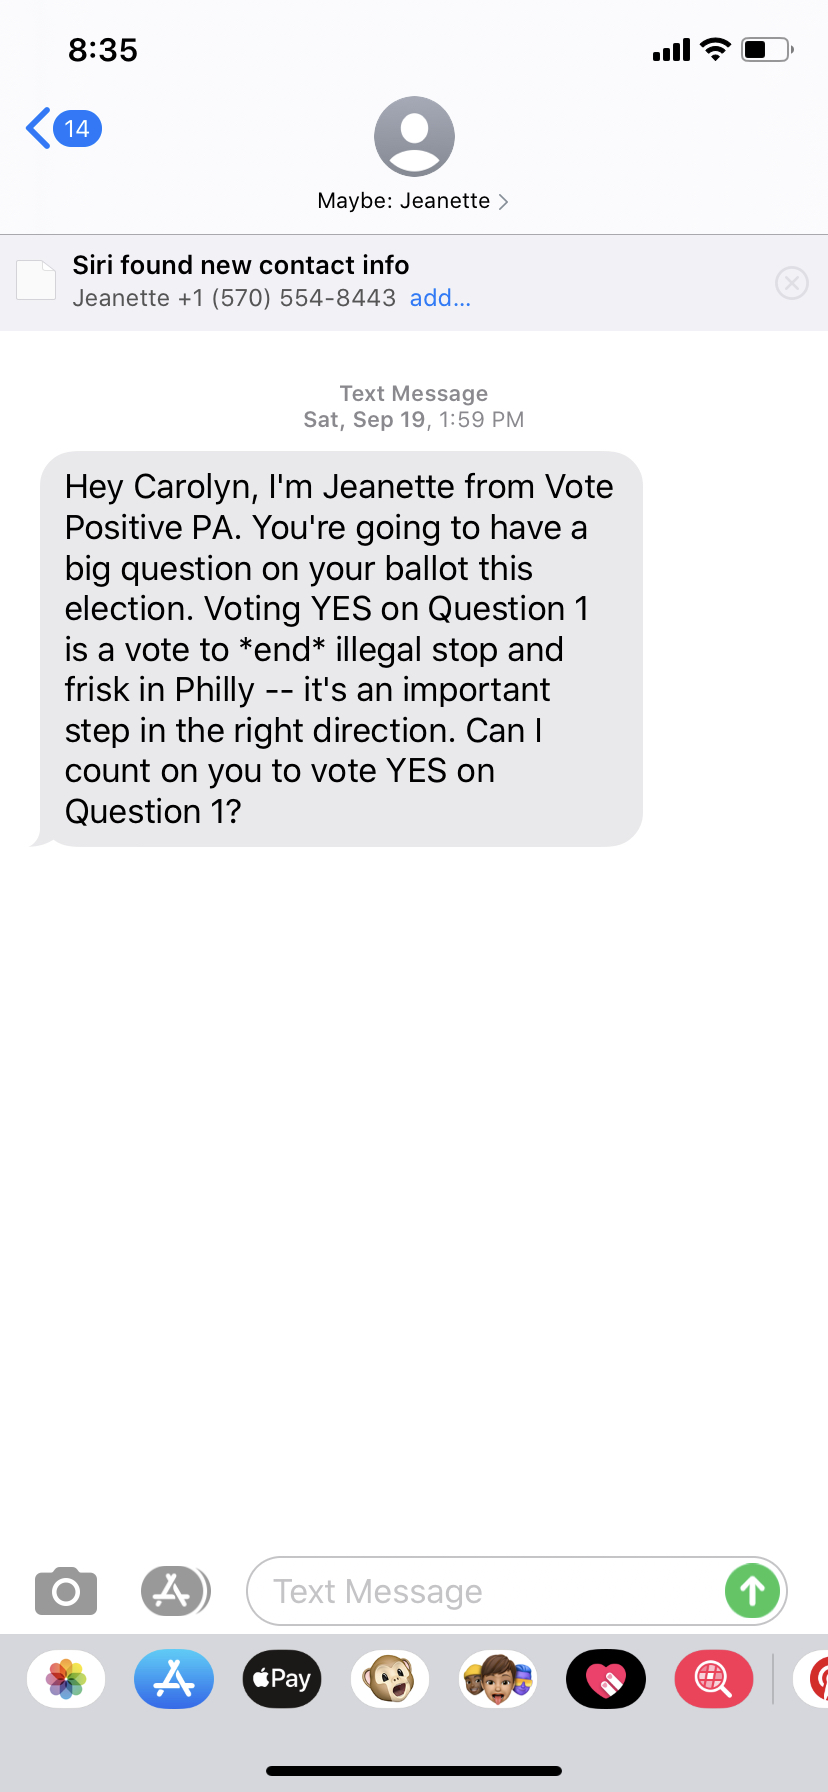 8:35
14
Maybe: Jeanette
Siri found new contact info
Jeanette +1 (570) 554-8443 add...
Text Message
Sat, Sep 19, 1:59 PM
Hey Carolyn, I'm Jeanette from Vote
Positive PA. You're going to have a
big question on your ballot this
election. Voting YES on Question 1
is a vote to *end* illegal stop and
frisk in Philly -- it's an important
step in the right direction. Can I
count on you to vote YES on
Question 1?
Text Message
Pay